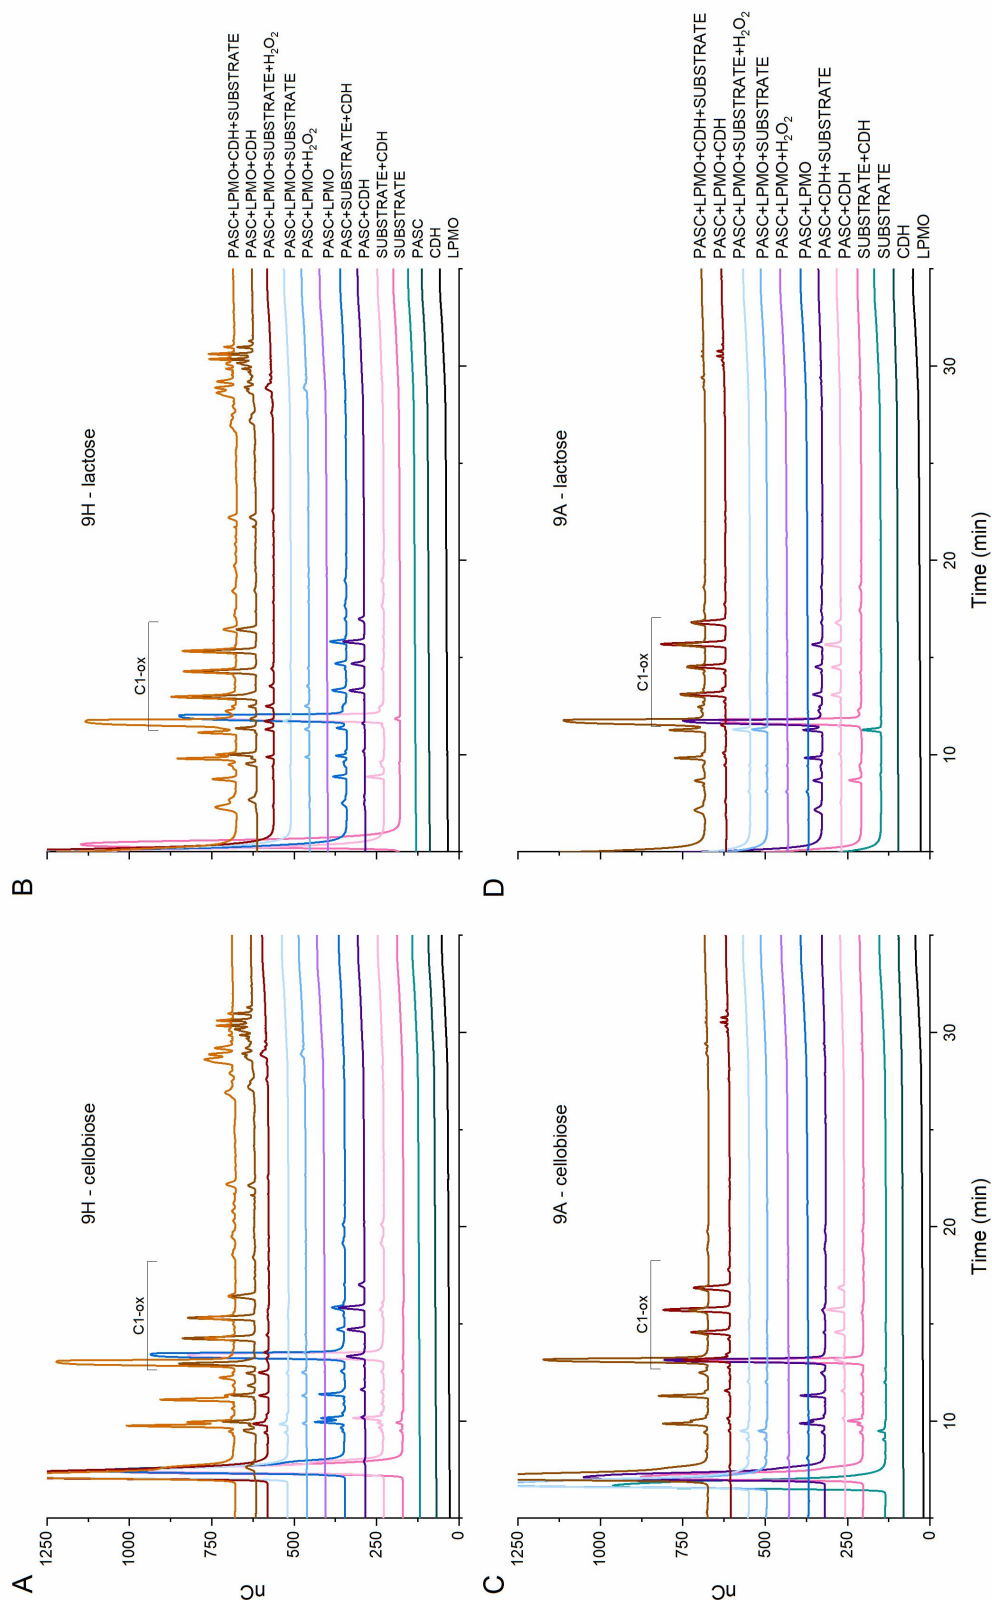 A
9H - cellobiose
C1-ox
1250
1000
750
500
250
0
nC
B
9H - lactose
C1-ox
PASC+LPMO+CDH+SUBSTRATE
PASC+LPMO+CDH
PASC+LPMO+SUBSTRATE+H₂O₂
PASC+LPMO+SUBSTRATE
PASC+LPMO+H₂O₂
PASC+LPMO
PASC+SUBSTRATE+CDH
PASC+CDH
SUBSTRATE+CDH
SUBSTRATE
PASC
CDH
LPMO
C
9A - cellobiose
C1-ox
1250
1000
750
500
250
0
nC
10
20
30
Time (min)
D
9A - lactose
C1-ox
PASC+LPMO+CDH+SUBSTRATE
PASC+LPMO+CDH
PASC+LPMO+SUBSTRATE+H₂O₂
PASC+LPMO+SUBSTRATE
PASC+LPMO+H₂O₂
PASC+LPMO
PASC+CDH+SUBSTRATE
PASC+CDH
SUBSTRATE+CDH
SUBSTRATE
CDH
LPMO
10
20
30
Time (min)